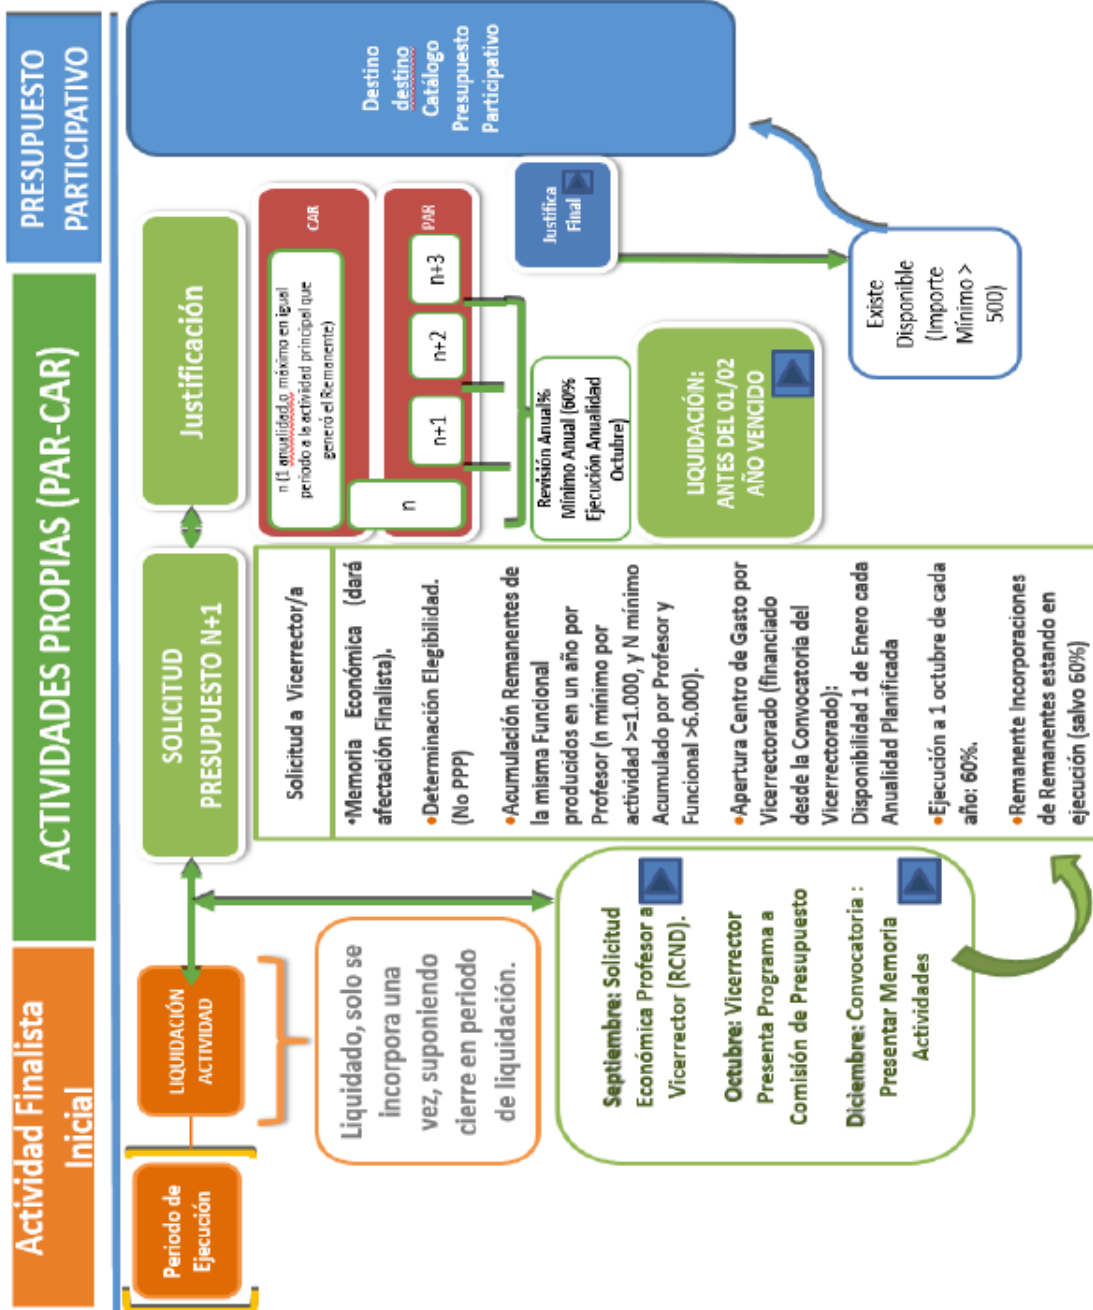 Actividad Finalista
Inicial
ACTIVIDADES PROPIAS (PAR-CAR)
PRESUPUESTO
PARTICIPATIVO
Periodo de
Ejecución
LIQUIDACIÓN
ACTIVIDAD
SOLICITUD
PRESUPUESTO N+1
Justificación
Liquidado, solo se
incorpora una
vez, suponiendo
cierre en periodo
de liquidación.
Septiembre: Solicitud
Económica Profesor a
Vicerrector (RCND).
Octubre: Vicerrector
Presenta Programa a
Comisión de Presupuesto
Diciembre: Convocatoria :
Presentar Memoria
Actividades
Solicitud a Vicerrector/a
•Memoria Económica (dará
afectación Finalista).
•Determinación Elegibilidad.
(No PPP)
•Acumulación Remanentes de
la misma Funcional
producidos en un año por
Profesor (n mínimo por
actividad >=1.000, y N mínimo
Acumulado por Profesor y
Funcional >6.000).
•Apertura Centro de Gasto por
Vicerrectorado (financiado
desde la Convocatoria del
Vicerrectorado):
Disponibilidad 1 de Enero cada
Anualidad Planificada
•Ejecución a 1 octubre de cada
año: 60%.
•Remanente Incorporaciones
de Remanentes estando en
ejecución (salvo 60%)
CAR
n (1 anualidad o máximo en igual
periodo a la actividad principal que
generó el Remanente)
PAR
n
n+1
n+2
n+3
Revisión Anual%
Mínimo Anual (60%
Ejecución Anualidad
Octubre)
LIQUIDACIÓN:
ANTES DEL 01/02
AÑO VENCIDO
Justifica
Final
Existe
Disponible
(Importe
Mínimo >
500)
Destino
destino
Catálogo
Presupuesto
Participativo